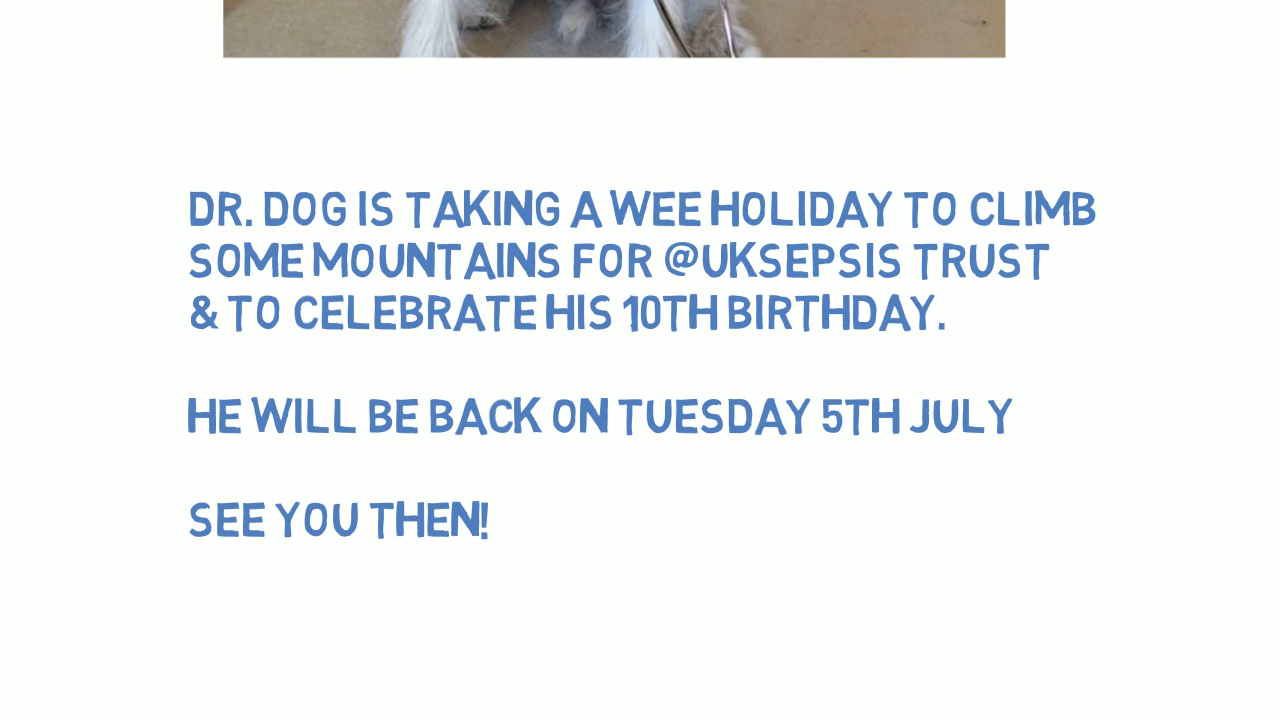 DR. DOG IS TAKING A WEE HOLIDAY TO CLIMB
SOME MOUNTAINS FOR @UKSEPSIS TRUST
& TO CELEBRATE HIS 10TH BIRTHDAY.
HE WILL BE BACK ON TUESDAY 5TH JULY
SEE YOU THEN!